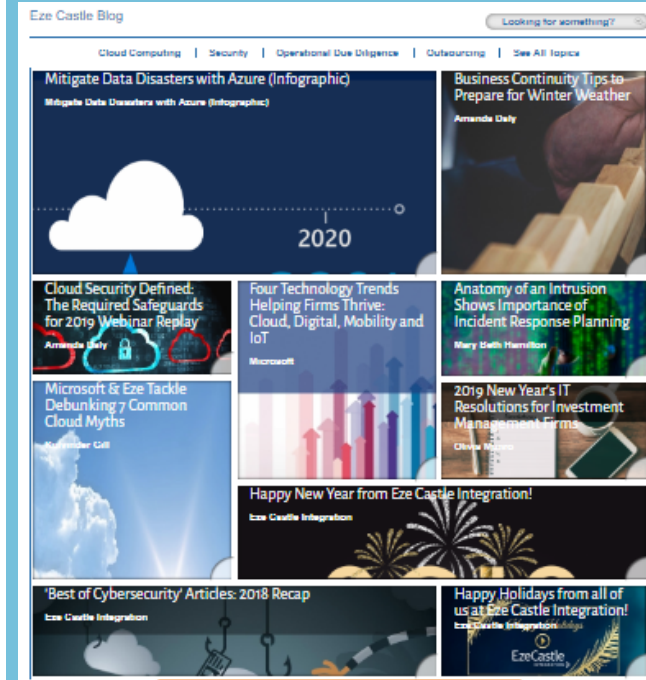 Eze Castle Blog
Looking for something?
Cloud Computing | Security | Operational Due Diligence | Outsourcing | See All Topics
Mitigate Data Disasters with Azure (Infographic)
Mitigate Data Disasters with Azure (Infographic)
2020
Business Continuity Tips to
Prepare for Winter Weather
Amanda Daly
Cloud Security Defined:
The Required Safeguards
for 2019 Webinar Replay
Amanda Daly
Four Technology Trends
Helping Firms Thrive:
Cloud, Digital, Mobility and
IoT
Microsoft
Anatomy of an Intrusion
Shows Importance of
Incident Response Planning
Mary Beth Hamilton
Microsoft & Eze Tackle
Debunking 7 Common
Cloud Myths
Gill
2019 New Year's IT
Resolutions for Investment
Management Firms
Olivia Munro
Happy New Year from Eze Castle Integration!
Eze Castle Integration
'Best of Cybersecurity' Articles: 2018 Recap
Eze Castle Integration
Happy Holidays from all of
us at Eze Castle Integration!
Eze Castle Integration
Holidays
EzeCastle
INTEGRATION